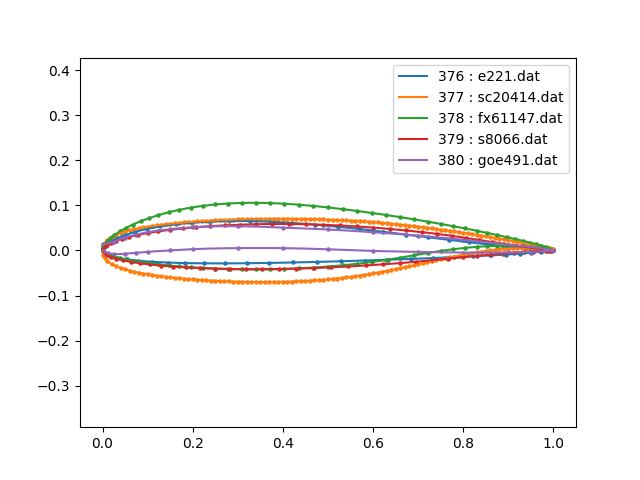 0.4
0.3
0.2
0.1
0.0
−0.1
−0.2
−0.3
0.0 0.2 0.4 0.6 0.8 1.0
376 : e221.dat
377 : sc20414.dat
378 : fx61147.dat
379 : s8066.dat
380 : goe491.dat